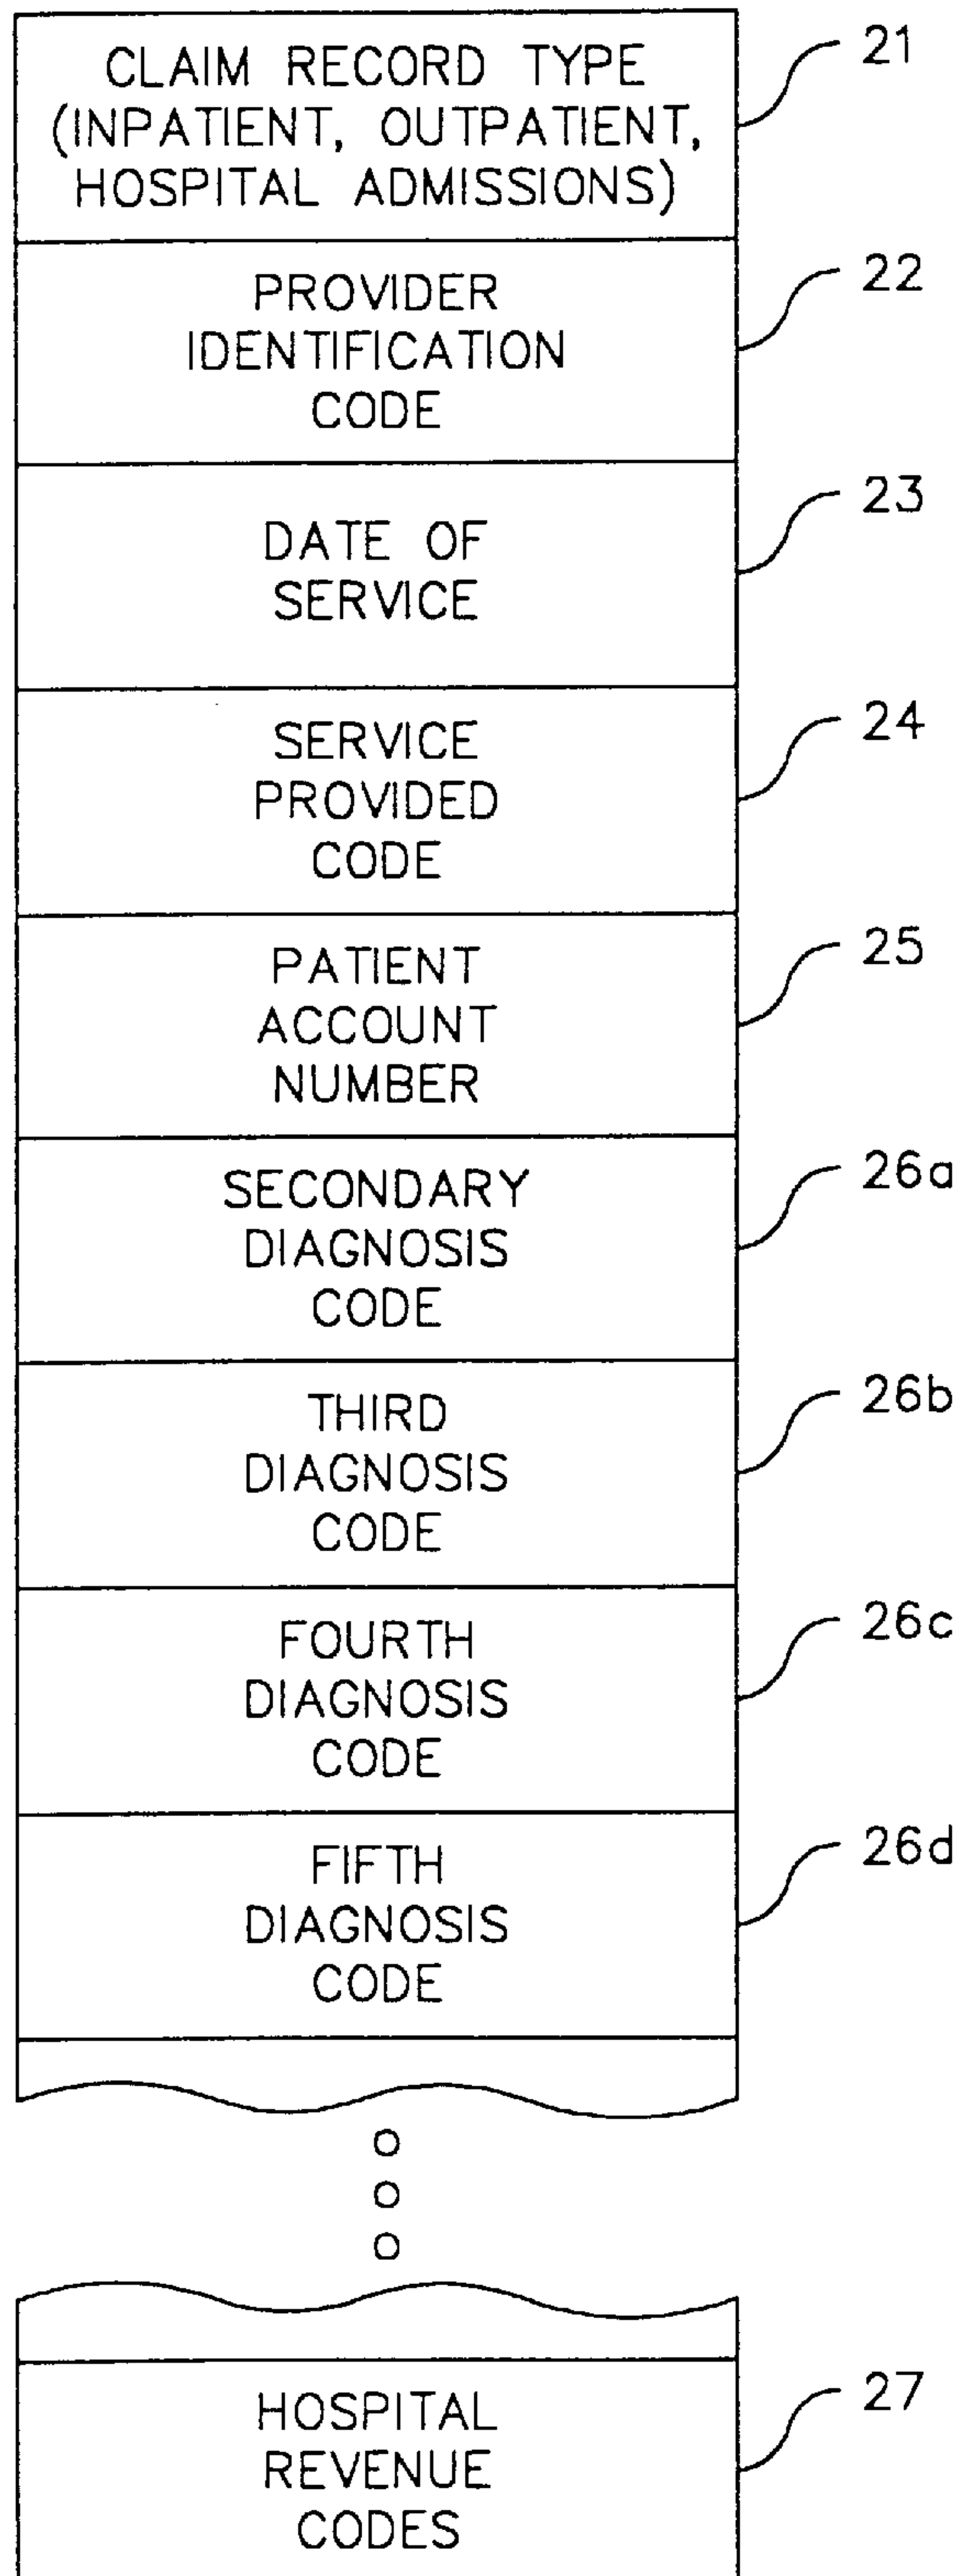 CLAIM RECORD TYPE
(INPATIENT, OUTPATIENT,
HOSPITAL ADMISSIONS)
21
PROVIDER
IDENTIFICATION
CODE
22
DATE OF
SERVICE
23
SERVICE
PROVIDED
CODE
24
PATIENT
ACCOUNT
NUMBER
25
SECONDARY
DIAGNOSIS
CODE
26a
THIRD
DIAGNOSIS
CODE
26b
FOURTH
DIAGNOSIS
CODE
26c
FIFTH
DIAGNOSIS
CODE
26d
HOSPITAL
REVENUE
CODES
27